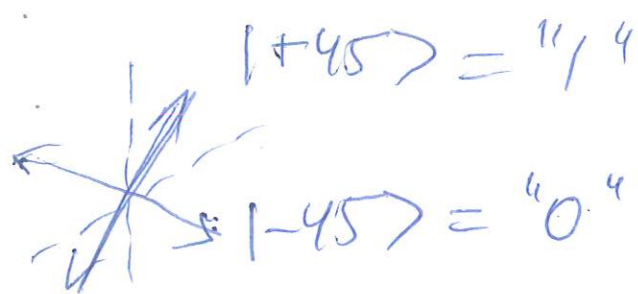 |+45> = "1"
|-45> = "0"